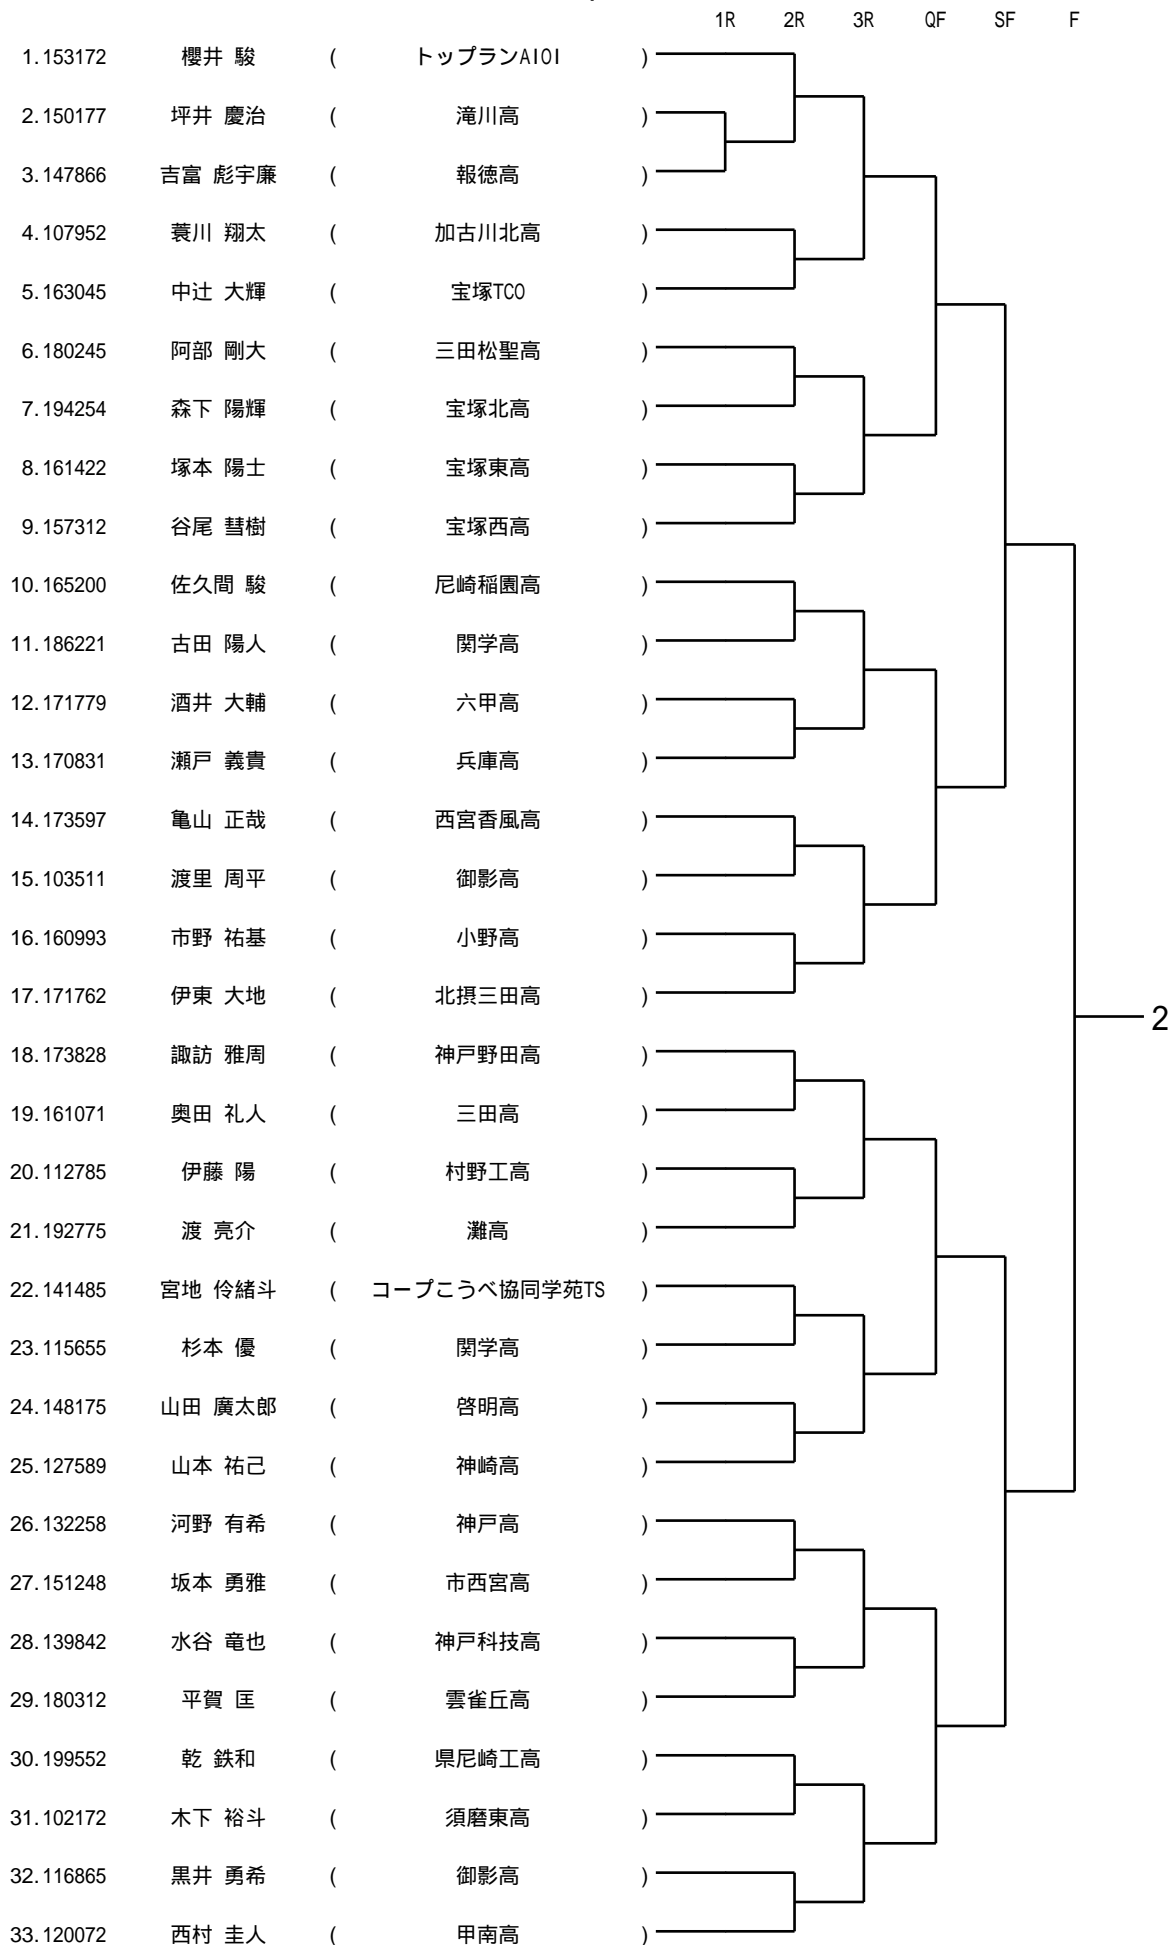 1R 2R 3R QF SF F
1.153172 櫻井 駿 ( トップランAIOI )
2.150177 坪井 慶治 ( 滝川高 )
3.147866 吉富 彪宇廉 ( 報徳高 )
4.107952 蓑川 翔太 ( 加古川北高 )
5.163045 中辻 大輝 ( 宝塚TCO )
6.180245 阿部 剛大 ( 三田松聖高 )
7.194254 森下 陽輝 ( 宝塚北高 )
8.161422 塚本 陽士 ( 宝塚東高 )
9.157312 谷尾 彗樹 ( 宝塚西高 )
10.165200 佐久間 駿 ( 尼崎稲園高 )
11.186221 古田 陽人 ( 関学高 )
12.171779 酒井 大輔 ( 六甲高 )
13.170831 瀬戸 義貴 ( 兵庫高 )
14.173597 亀山 正哉 ( 西宮香風高 )
15.103511 渡里 周平 ( 御影高 )
16.160993 市野 祐基 ( 小野高 )
17.171762 伊東 大地 ( 北摂三田高 )
2
18.173828 諏訪 雅周 ( 神戸野田高 )
19.161071 奥田 礼人 ( 三田高 )
20.112785 伊藤 陽 ( 村野工高 )
21.192775 渡 亮介 ( 灘高 )
22.141485 宮地 伶緒斗 ( コープこうべ協同学苑TS )
23.115655 杉本 優 ( 関学高 )
24.148175 山田 廣太郎 ( 啓明高 )
25.127589 山本 祐己 ( 神崎高 )
26.132258 河野 有希 ( 神戸高 )
27.151248 坂本 勇雅 ( 市西宮高 )
28.139842 水谷 竜也 ( 神戸科技高 )
29.180312 平賀 匡 ( 雲雀丘高 )
30.199552 乾 鉄和 ( 県尼崎工高 )
31.102172 木下 裕斗 ( 須磨東高 )
32.116865 黒井 勇希 ( 御影高 )
33.120072 西村 圭人 ( 甲南高 )